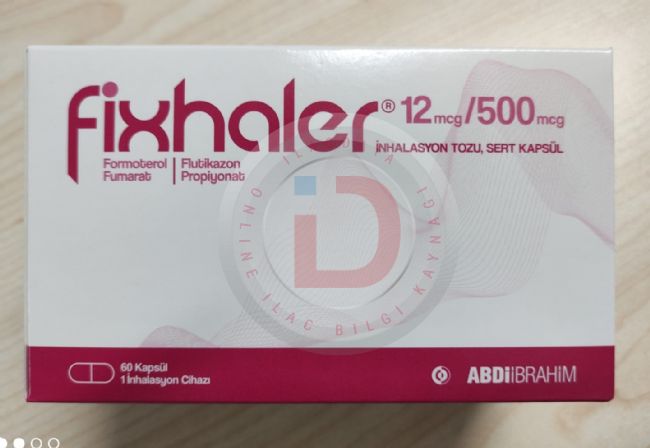 fixhaler® 12 mcg/500 mcg
İNHALASYON TOZU, SERT KAPSÜL
Formoterol Fumarat | Flutikazon Propiyonat
İLAÇ
ONLINE İLAÇ BİLGİ KAYNAĞI
60 Kapsül
1 İnhalasyon Cihazı
ABDİİBRAHİM